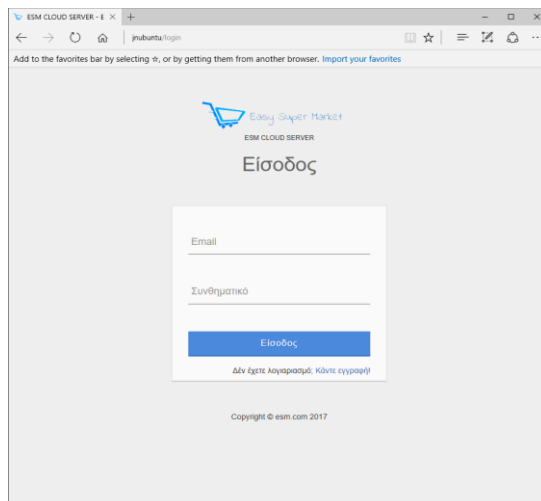 ESM CLOUD SERVER - E
jnubuntu/login
Add to the favorites bar by selecting ☆, or by getting them from another browser. Import your favorites
Easy Super Market
ESM CLOUD SERVER
Είσοδος
Email
Συνθηματικό
Είσοδος
Δέν έχετε λογιαριασμό; Κάντε εγγραφή!
Copyright © esm.com 2017